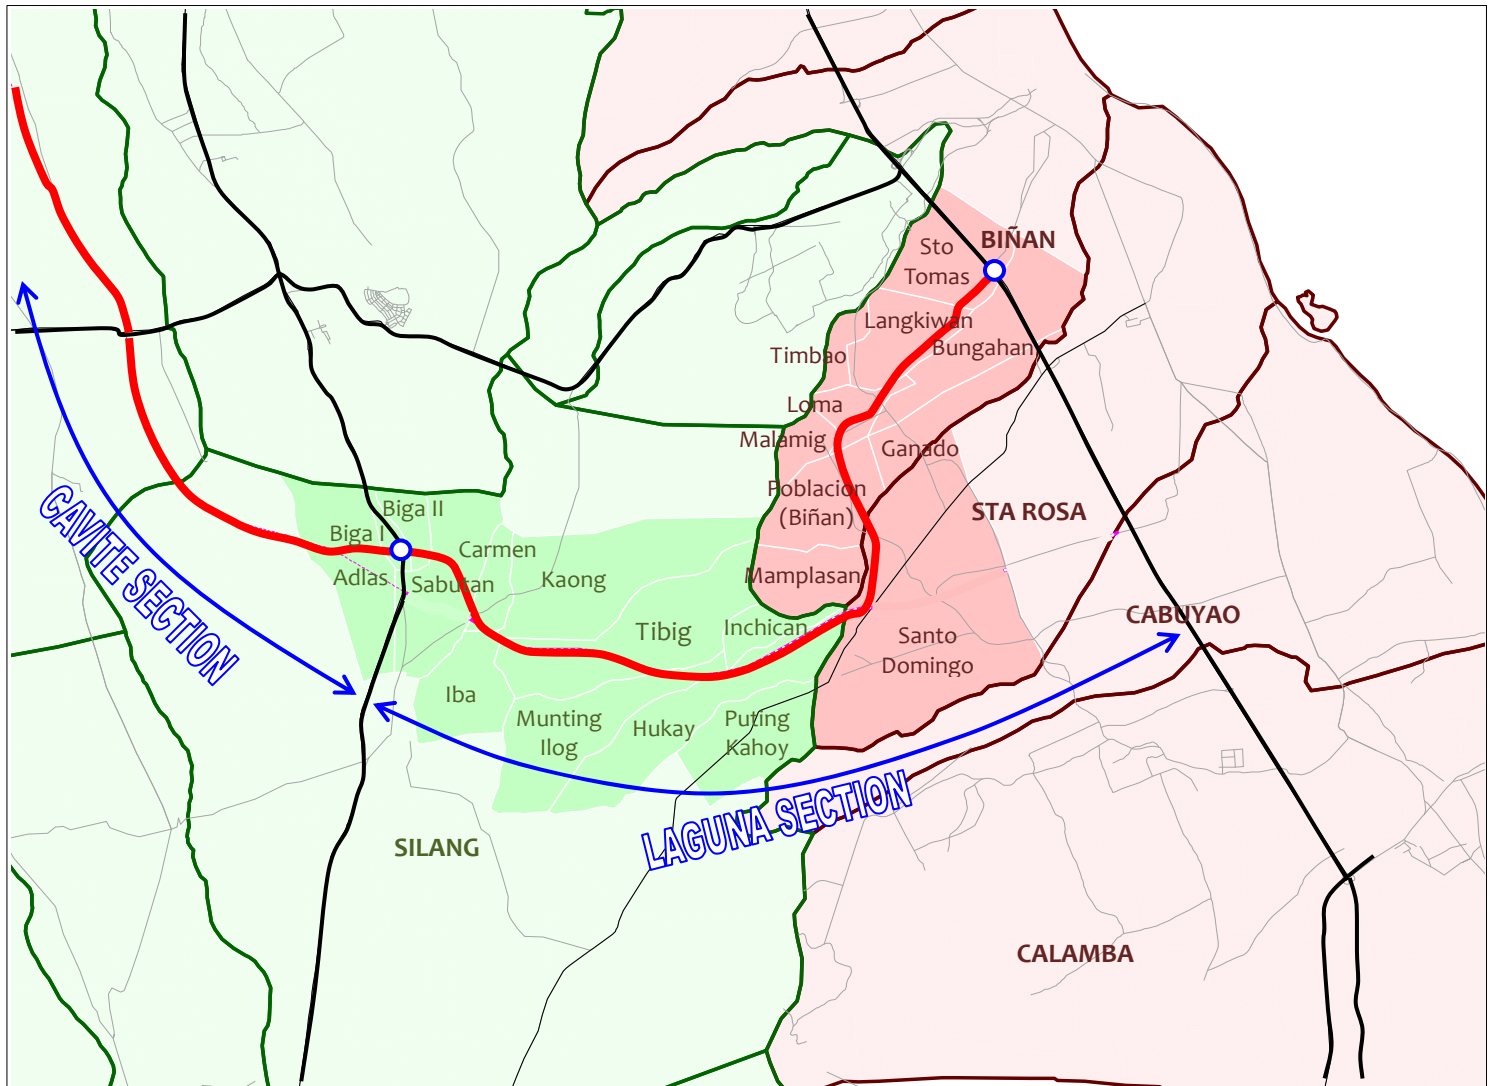 Sto
Tomas
BIÑAN
Langkiwan
Bungahan
Timbao
Loma
Malamig
Ganado
Poblacion
(Biñan)
STA ROSA
Biga II
Biga I
Carmen
Adlas
Sabutan
Kaong
Mamplasan
CAVITE SECTION
Tibig
Inchican
CABUYAO
Santo
Domingo
Iba
Munting
Ilog
Hukay
Puting
Kahoy
LAGUNA SECTION
SILANG
CALAMBA